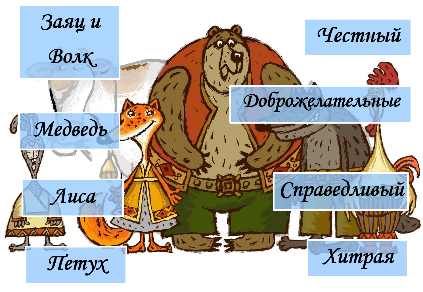 Заяц и
Волк
Медведь
Лиса
Петух
Честный
Доброжелательные
Справедливый
Хитрая